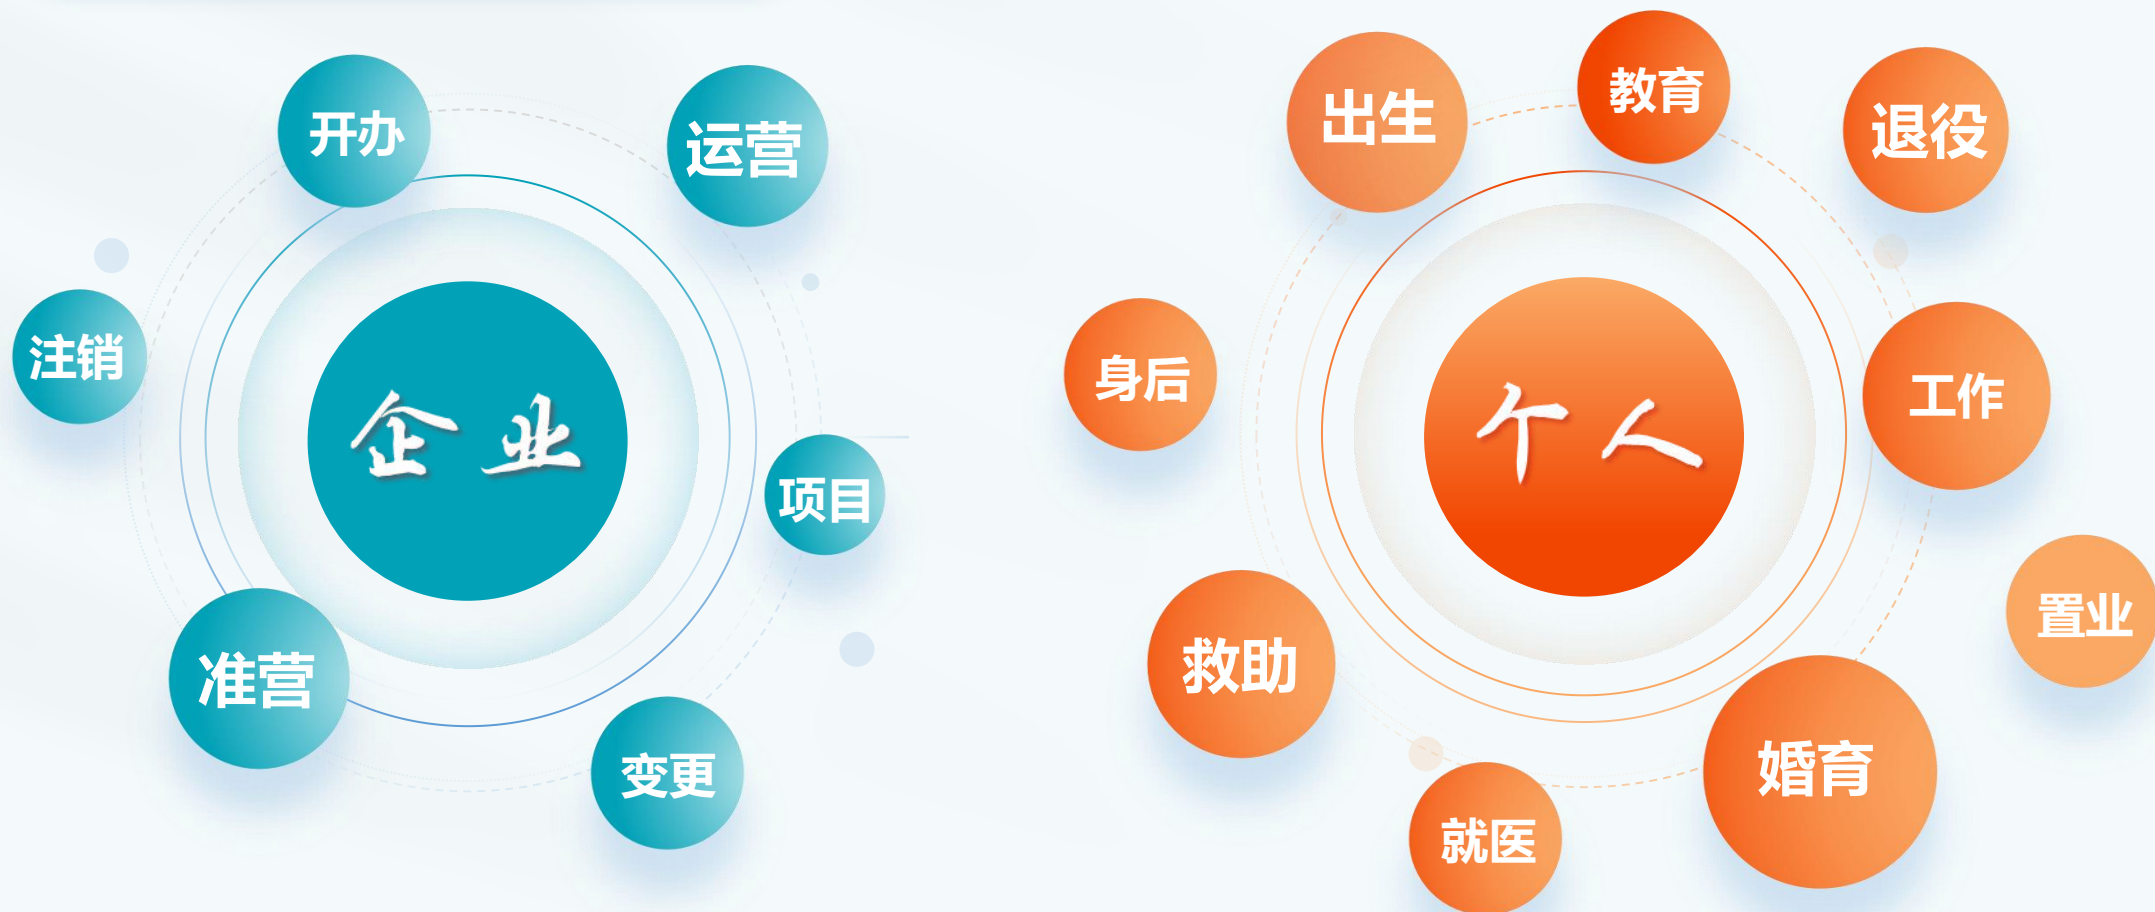 开办
运营
注销
企业
项目
准营
变更
出生
教育
退役
身后
个人
工作
救助
置业
婚育
就医